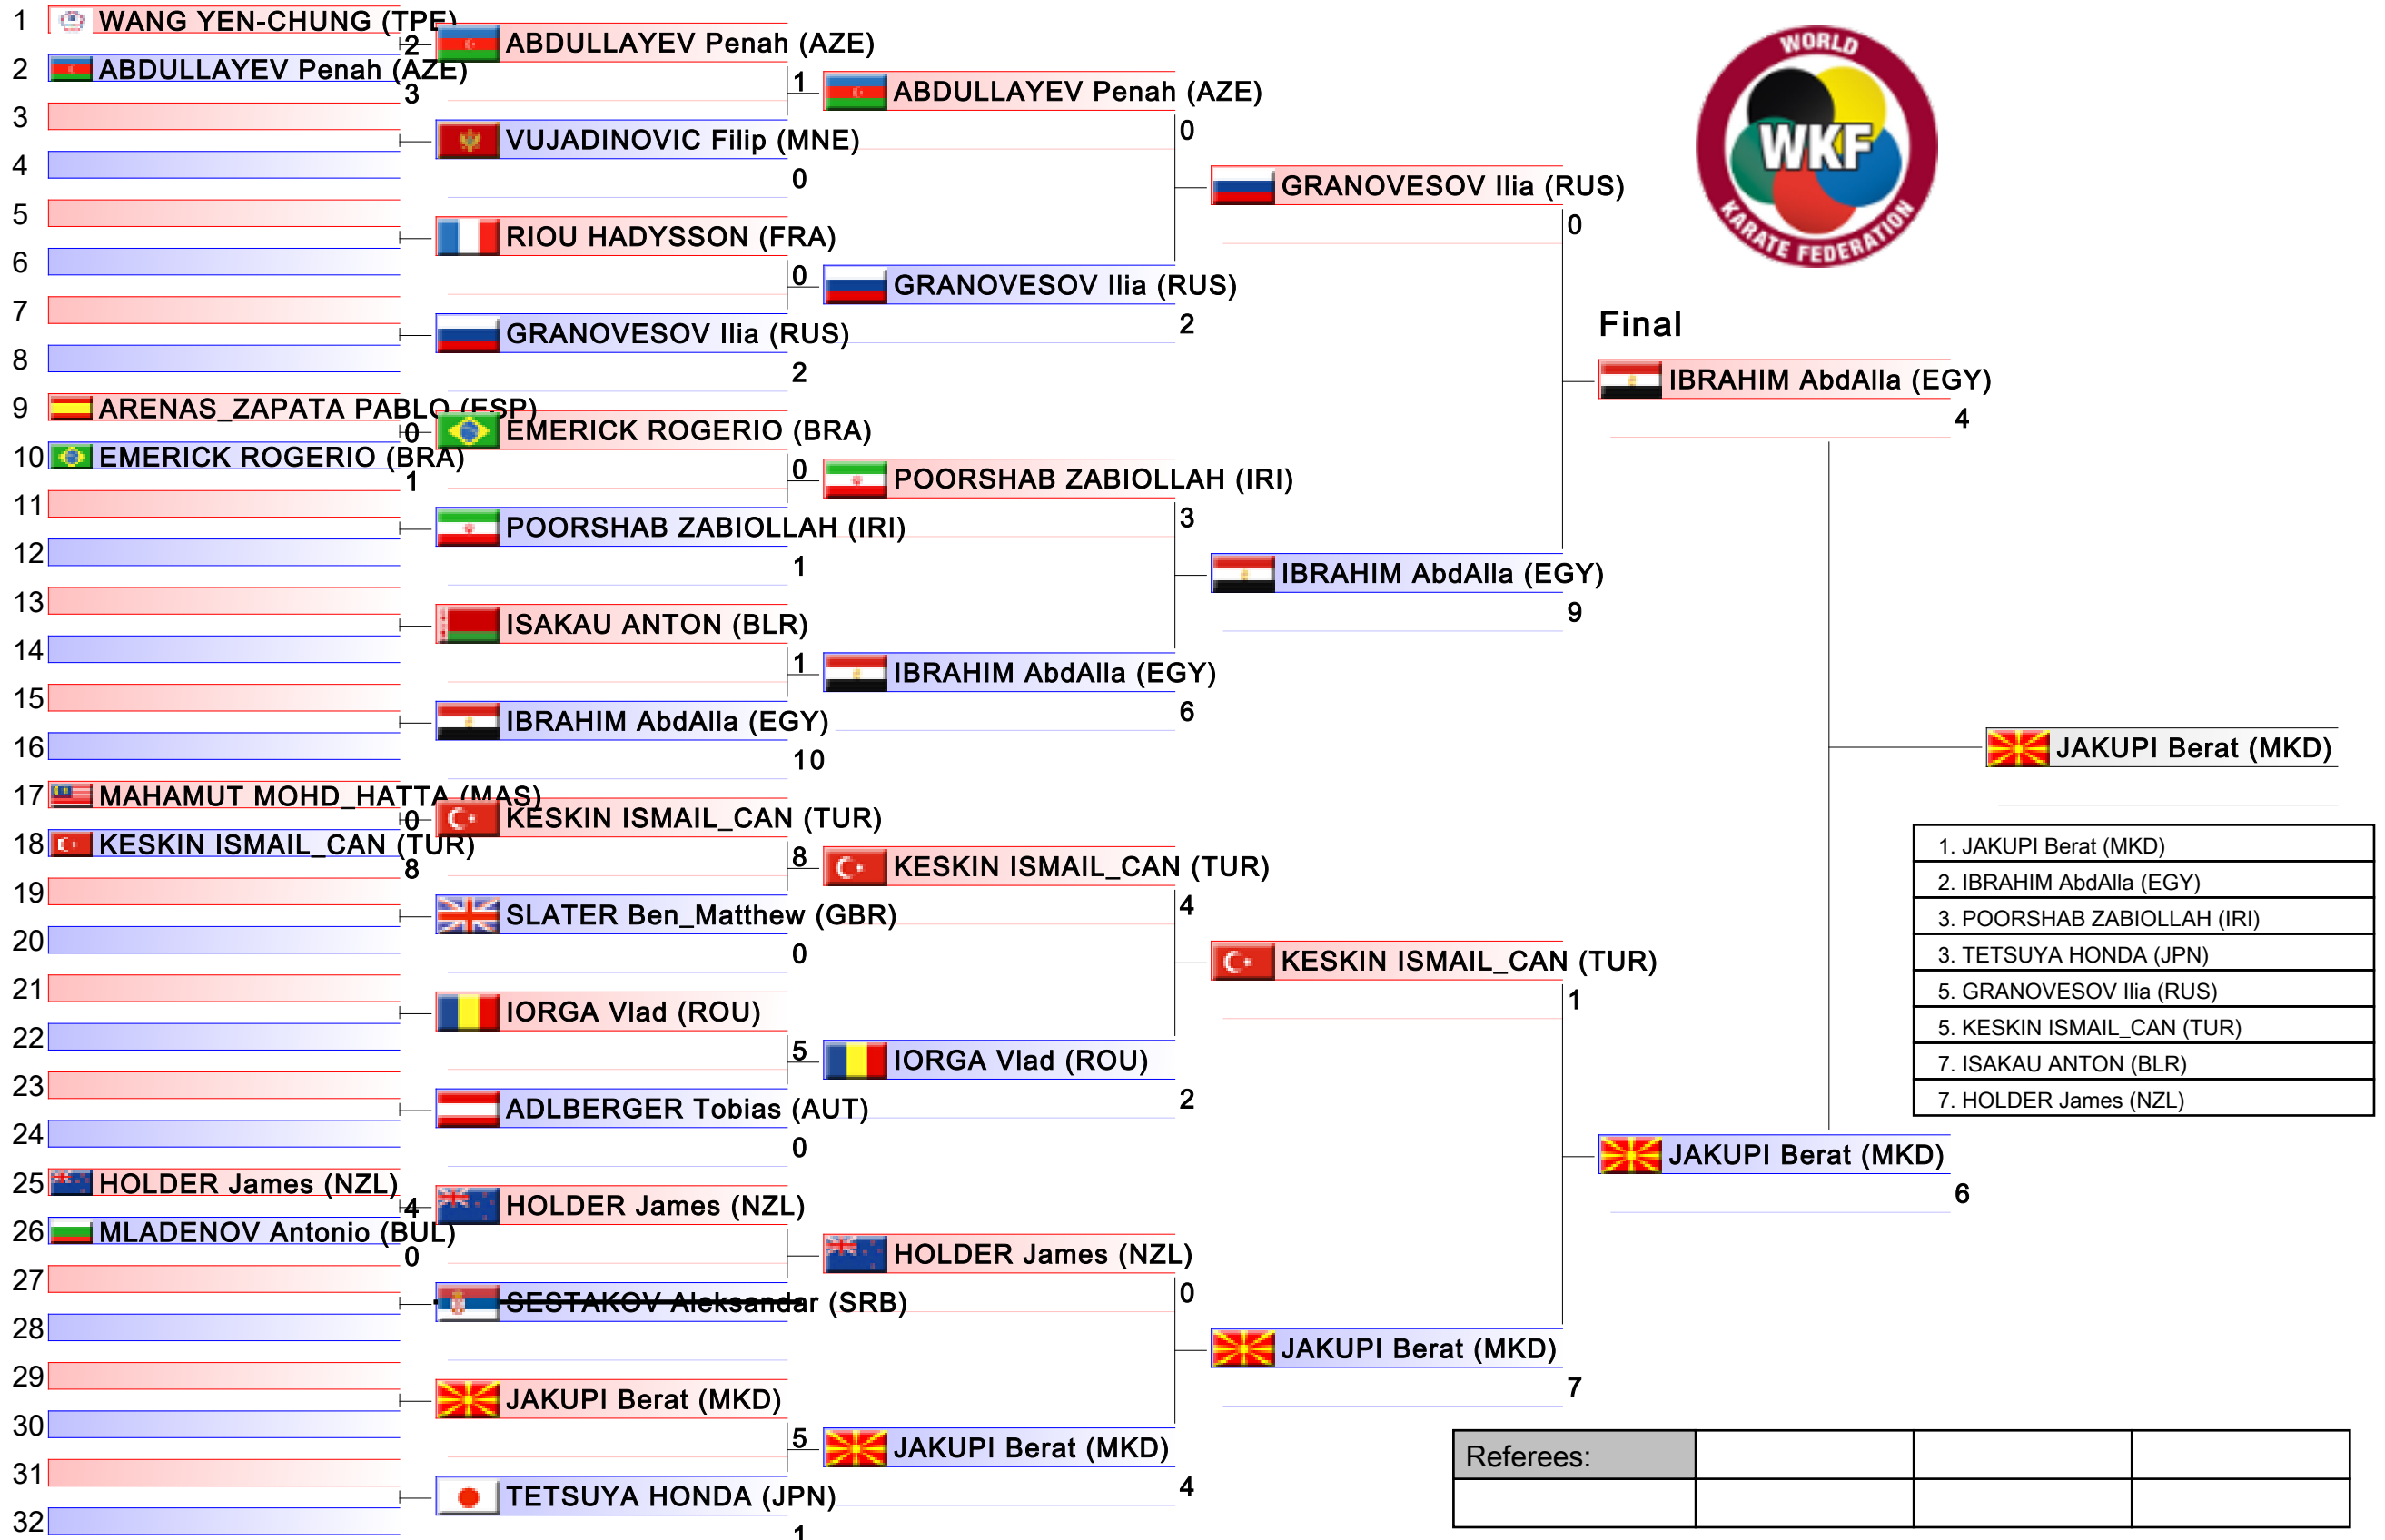 1 WANG YEN-CHUNG (TPE)
2
2 ABDULLAYEV Penah (AZE)
3
3
4
5
6
7
8
9 ARENAS_ZAPATA PABLO (ESP)
0
10 EMERICK ROGERIO (BRA)
1
11
12
13
14
15
16
17 MAHAMUT MOHD_HATTA (MAS)
0
18 KESKIN ISMAIL_CAN (TUR)
8
19
20
21
22
23
24
25 HOLDER James (NZL)
4
26 MLADENOV Antonio (BUL)
0
27
28
29
30
31
32
ABDULLAYEV Penah (AZE)
1
VUJADINOVIC Filip (MNE)
0
RIOU HADYSSON (FRA)
0
GRANOVESOV Ilia (RUS)
2
EMERICK ROGERIO (BRA)
0
POORSHAB ZABIOLLAH (IRI)
1
ISAKAU ANTON (BLR)
1
IBRAHIM AbdAlla (EGY)
10
KESKIN ISMAIL_CAN (TUR)
8
SLATER Ben_Matthew (GBR)
0
IORGA Vlad (ROU)
5
ADLBERGER Tobias (AUT)
0
HOLDER James (NZL)
SESTAKOV Aleksandar (SRB)
JAKUPI Berat (MKD)
5
TETSUYA HONDA (JPN)
1
ABDULLAYEV Penah (AZE)
0
GRANOVESOV Ilia (RUS)
2
POORSHAB ZABIOLLAH (IRI)
3
IBRAHIM AbdAlla (EGY)
6
KESKIN ISMAIL_CAN (TUR)
4
IORGA Vlad (ROU)
2
HOLDER James (NZL)
0
JAKUPI Berat (MKD)
4
GRANOVESOV Ilia (RUS)
0
IBRAHIM AbdAlla (EGY)
9
KESKIN ISMAIL_CAN (TUR)
1
JAKUPI Berat (MKD)
7
WORLD
WKF
KARATE FEDERATION
Final
IBRAHIM AbdAlla (EGY)
4
JAKUPI Berat (MKD)
6
JAKUPI Berat (MKD)
1. JAKUPI Berat (MKD)
2. IBRAHIM AbdAlla (EGY)
3. POORSHAB ZABIOLLAH (IRI)
3. TETSUYA HONDA (JPN)
5. GRANOVESOV Ilia (RUS)
5. KESKIN ISMAIL_CAN (TUR)
7. ISAKAU ANTON (BLR)
7. HOLDER James (NZL)
Referees: